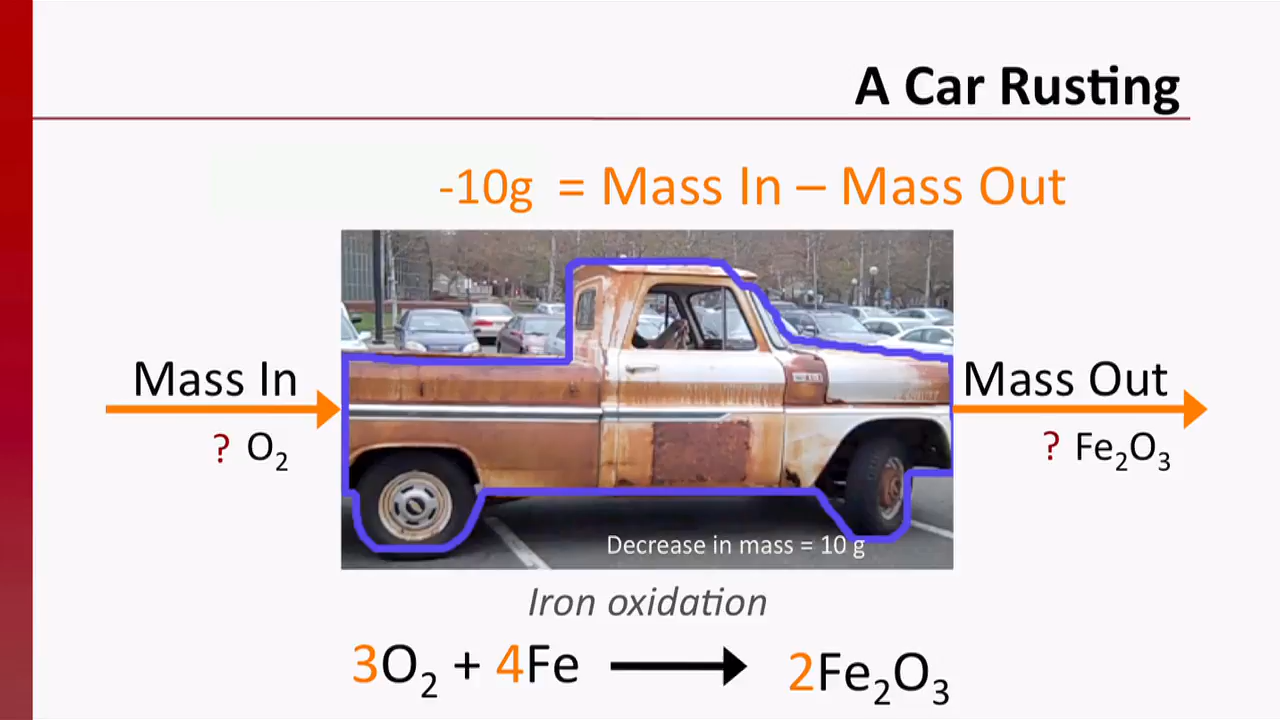 A Car Rusting
-10g = Mass In – Mass Out
Mass In
? O₂
Mass Out
? Fe₂O₃
Decrease in mass = 10 g
Iron oxidation
3O₂ + 4Fe ⟶ 2Fe₂O₃